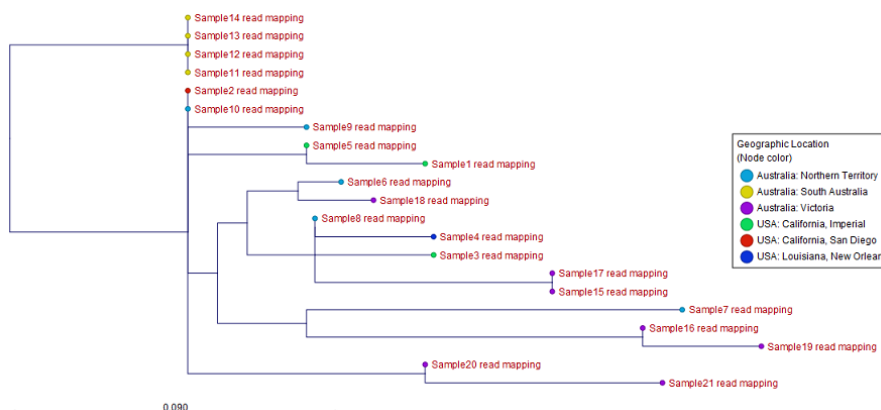 Sample14 read mapping
Sample13 read mapping
Sample12 read mapping
Sample11 read mapping
Sample2 read mapping
Sample10 read mapping
Sample9 read mapping
Sample5 read mapping
Sample1 read mapping
Sample6 read mapping
Sample18 read mapping
Sample8 read mapping
Sample4 read mapping
Sample3 read mapping
Sample17 read mapping
Sample15 read mapping
Sample7 read mapping
Sample16 read mapping
Sample19 read mapping
Sample20 read mapping
Sample21 read mapping
0.090
Geographic Location
(Node color)
Australia: Northern Territory
Australia: South Australia
Australia: Victoria
USA: California, Imperial
USA: California, San Diego
USA: Louisiana, New Orlean